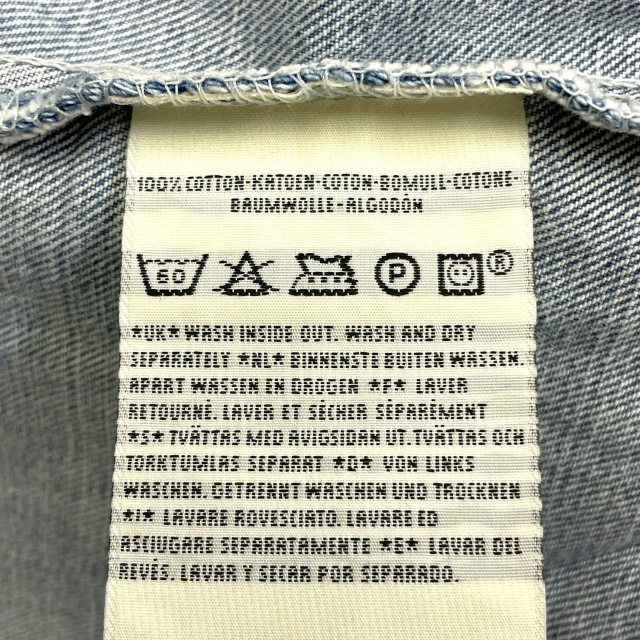 100% COTTON-KATOEN-COTON-BOMULL-COTONE-
BAUMWOLLE-ALGODÓN
60 A P ®
*UK* WASH INSIDE OUT. WASH AND DRY
SEPARATELY *NL* BINNENSTE BUITEN WASSEN.
APART WASSEN EN DROGEN *F* LAVER
RETOURNÉ. LAVER ET SÉCHER SÉPARÉMENT
*S* TVÄTTAS MED AVIGSIDAN UT. TVÄTTAS OCH
TORKTUMLAS SEPARAT *D* VON LINKS
WASCHEN. GETRENNT WASCHEN UND TROCKNEN
*I* LAVARE ROVESCIATO. LAVARE ED
ASCIUGARE SEPARATAMENTE *E* LAVAR DEL
REVÉS. LAVAR Y SECAR POR SEPARADO.